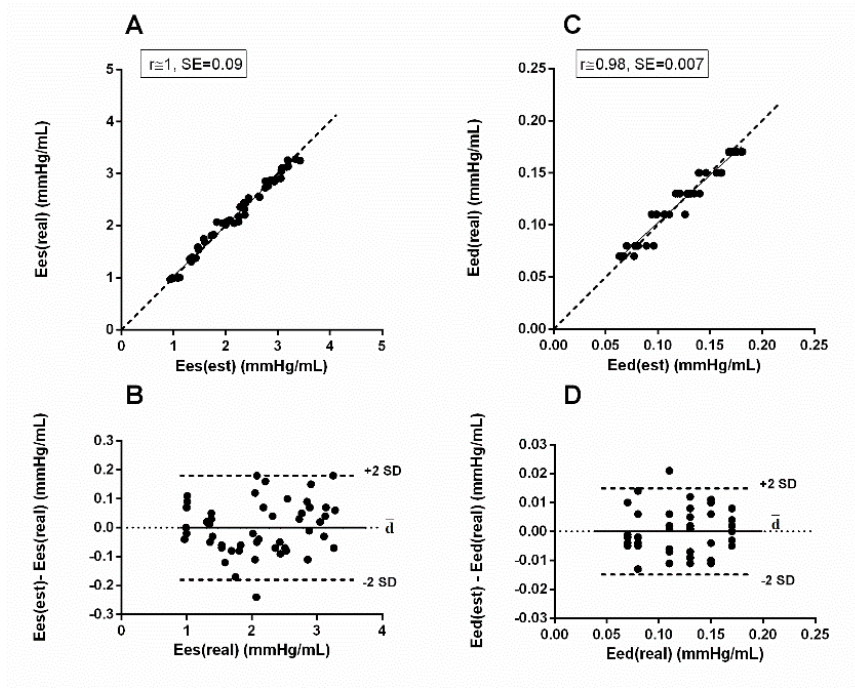 A
r≅1, SE=0.09
Ees(real) (mmHg/mL)
5
4
3
2
1
0
0 1 2 3 4 5
Ees(est) (mmHg/mL)
C
r≅0.98, SE=0.007
Eed(real) (mmHg/mL)
0.25
0.20
0.15
0.10
0.05
0.00
0.00 0.05 0.10 0.15 0.20 0.25
Eed(est) (mmHg/mL)
B
Ees(est)- Ees(real) (mmHg/mL)
0.3
0.2
0.1
0.0
-0.1
-0.2
-0.3
+2 SD
d̅
-2 SD
0 1 2 3 4
Ees(real) (mmHg/mL)
D
Eed(est) - Eed(real) (mmHg/mL)
0.03
0.02
0.01
0.00
-0.01
-0.02
-0.03
+2 SD
d̅
-2 SD
0.00 0.05 0.10 0.15 0.20 0.25
Eed(real) (mmHg/mL)